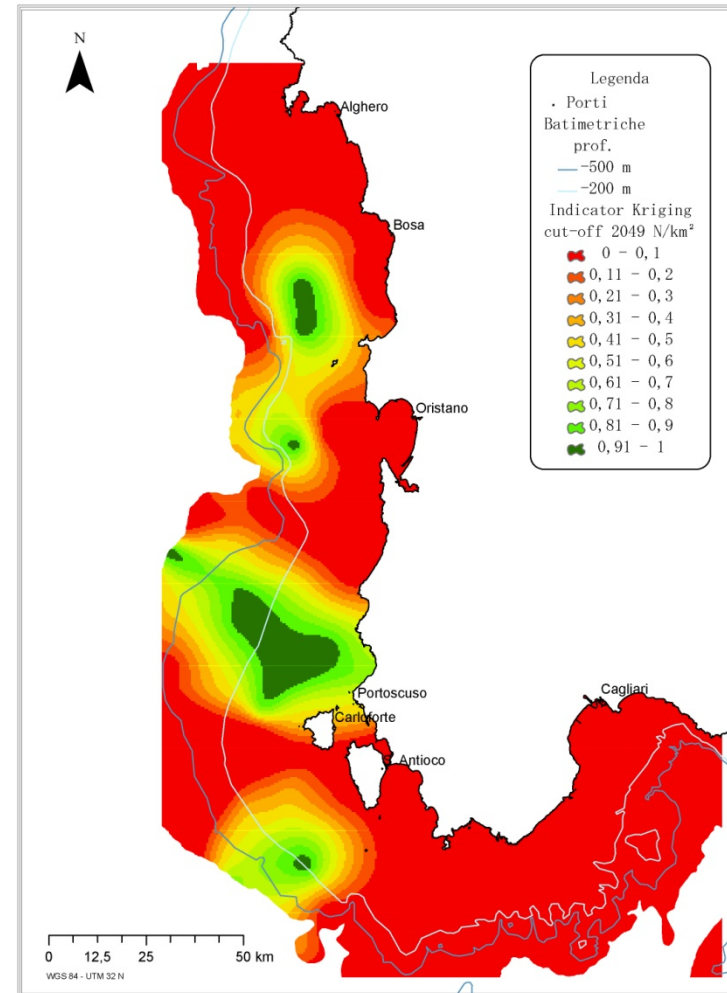 N
Alghero
Bosa
Oristano
Portoscuso
Carloforte
S. Antioco
Cagliari
Legenda
. Porti
Batimetriche
prof.
-500 m
-200 m
Indicator Kriging
cut-off 2049 N/km²
0 - 0,1
0,11 - 0,2
0,21 - 0,3
0,31 - 0,4
0,41 - 0,5
0,51 - 0,6
0,61 - 0,7
0,71 - 0,8
0,81 - 0,9
0,91 - 1
0 12,5 25 50 km
WGS 84 - UTM 32 N